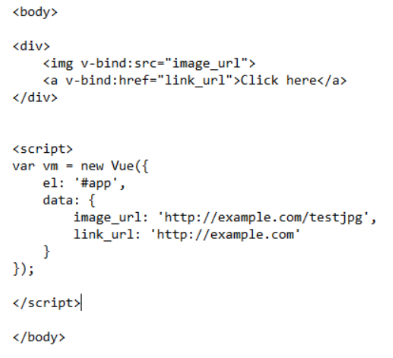 <body>
<div>
<img v-bind:src="image_url">
<a v-bind:href="link_url">Click here</a>
</div>
<script>
var vm = new Vue({
el: '#app',
data: {
image_url: 'http://example.com/testjpg',
link_url: 'http://example.com'
}
});
</script>
</body>